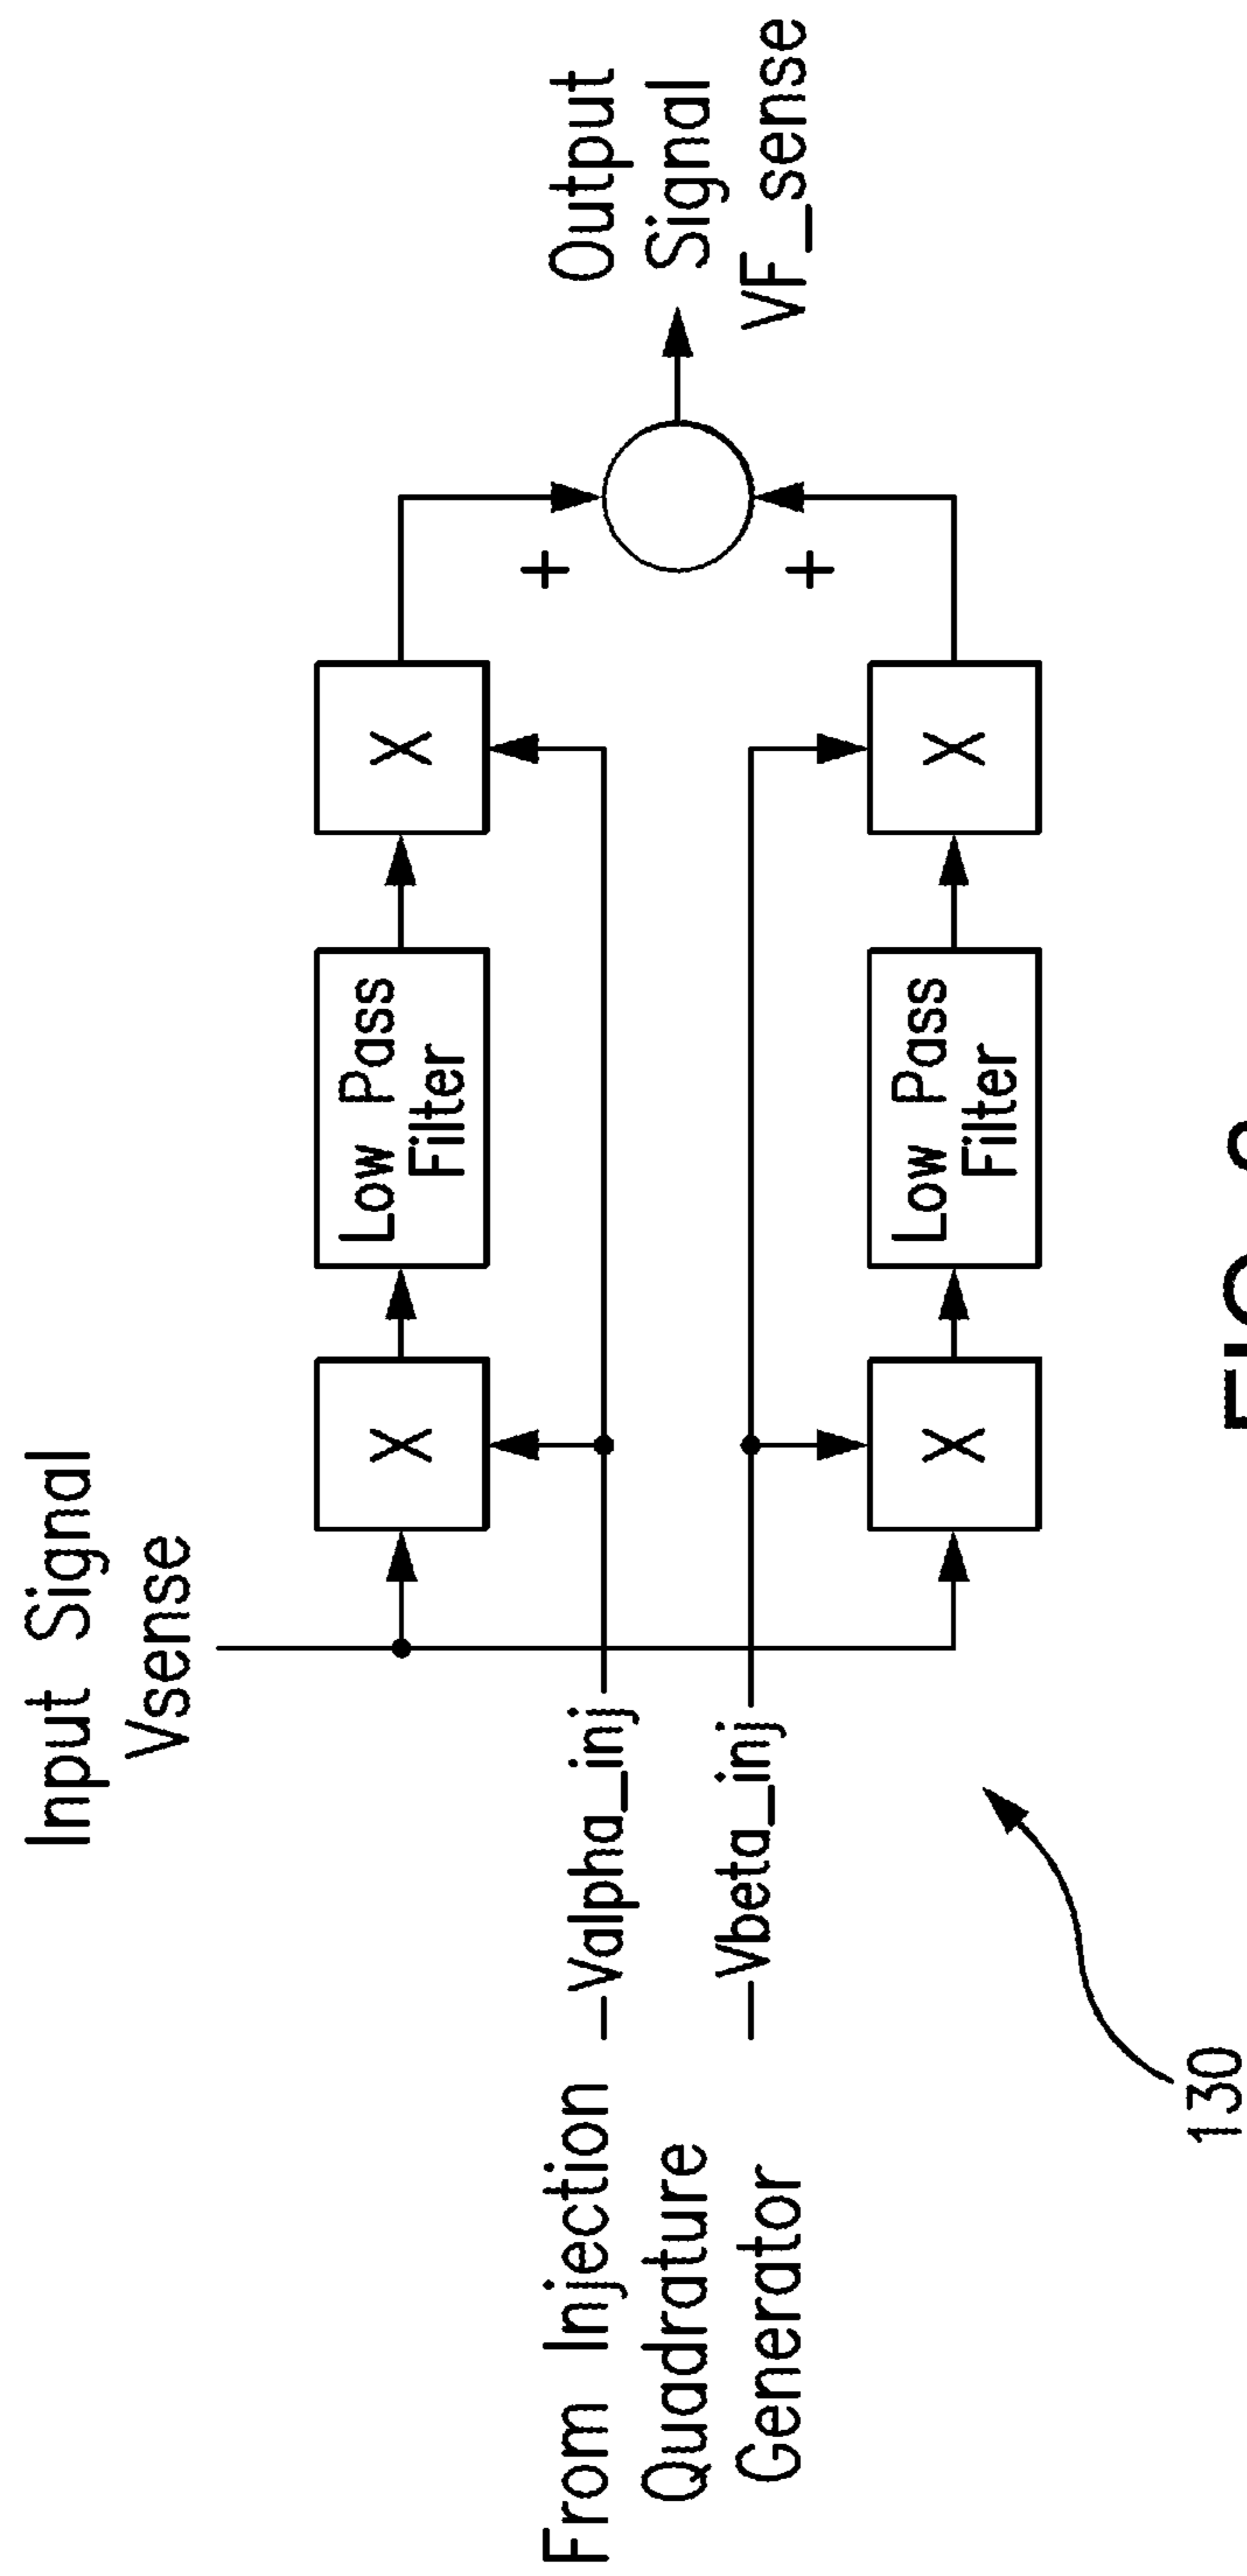 Input Signal
Vsense
From Injection
Quadrature
Generator
Valpha_inj
Vbeta_inj
X
Low Pass
Filter
X
X
Low Pass
Filter
X
+
+
Output
Signal
VF_sense
130